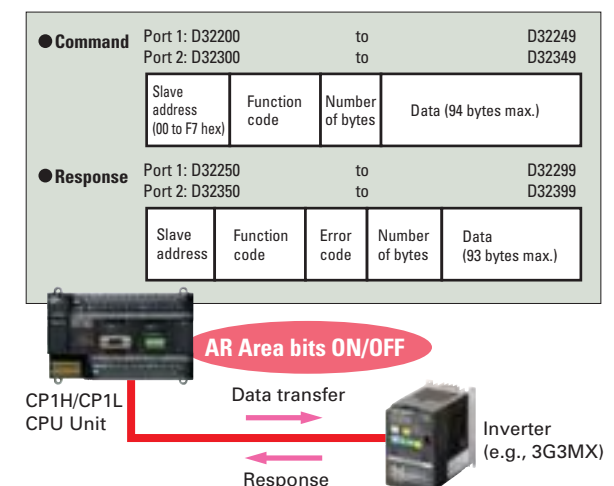 ●Command Port 1: D32200 to D32249
Port 2: D32300 to D32349
Slave address (00 to F7 hex) Function code Number of bytes Data (94 bytes max.)
●Response Port 1: D32250 to D32299
Port 2: D32350 to D32399
Slave address Function code Error code Number of bytes Data (93 bytes max.)
AR Area bits ON/OFF
CP1H/CP1L
CPU Unit
Data transfer
Response
Inverter
(e.g., 3G3MX)